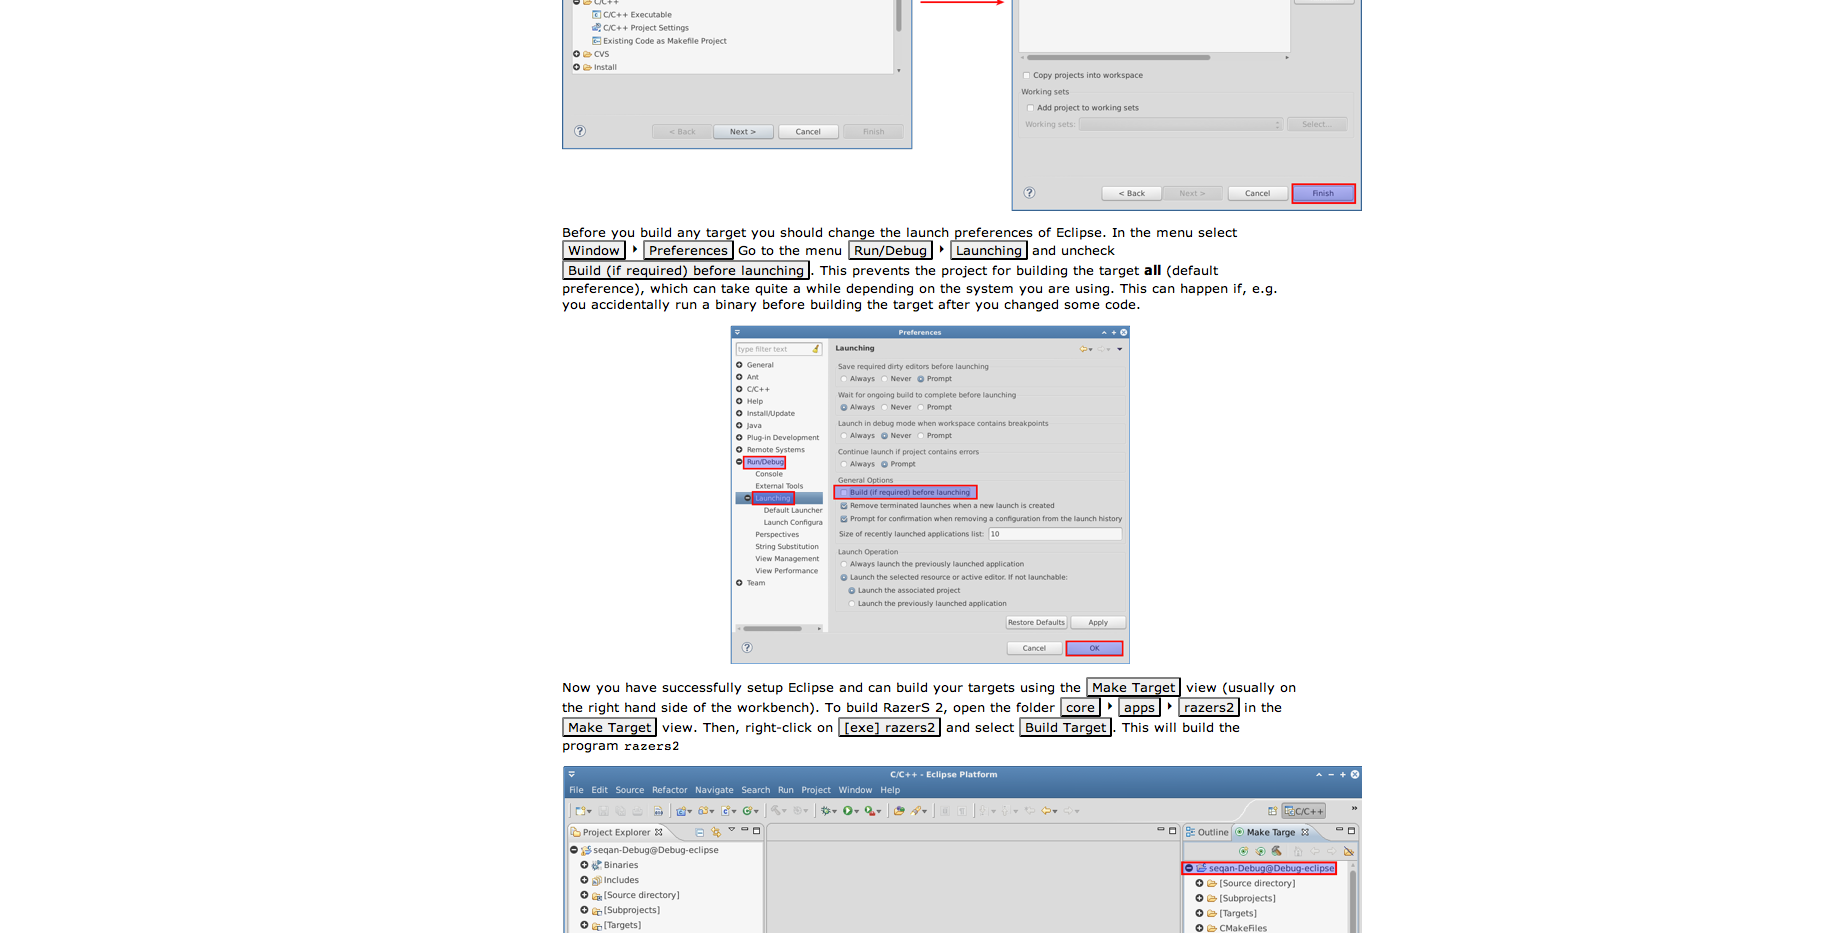 C/C++
C/C++ Executable
C/C++ Project Settings
Existing Code as Makefile Project
CVS
Install
< Back Next > Cancel Finish
Copy projects into workspace
Working sets
Add project to working sets
Working sets: Select...
< Back Next > Cancel Finish
Before you build any target you should change the launch preferences of Eclipse. In the menu select
Window Preferences Go to the menu Run/Debug Launching and uncheck
Build (if required) before launching. This prevents the project for building the target all (default
preference), which can take quite a while depending on the system you are using. This can happen if, e.g.
you accidentally run a binary before building the target after you changed some code.
Preferences
type filter text
General
Ant
C/C++
Help
Install/Update
Java
Plug-in Development
Remote Systems
Run/Debug
Console
External Tools
Launching
Default Launcher
Launch Configura
Perspectives
String Substitution
View Management
View Performance
Team
Launching
Save required dirty editors before launching
Always Never Prompt
Wait for ongoing build to complete before launching
Always Never Prompt
Launch in debug mode when workspace contains breakpoints
Always Never Prompt
Continue launch if project contains errors
Always Prompt
General Options
Build (if required) before launching
Remove terminated launches when a new launch is created
Prompt for confirmation when removing a configuration from the launch history
Size of recently launched applications list: 10
Launch Operation
Always launch the previously launched application
Launch the selected resource or active editor. If not launchable:
Launch the associated project
Launch the previously launched application
Restore Defaults Apply
Cancel OK
Now you have successfully setup Eclipse and can build your targets using the Make Target view (usually on
the right hand side of the workbench). To build RazerS 2, open the folder core apps razers2 in the
Make Target view. Then, right-click on [exe] razers2 and select Build Target. This will build the
program razers2
C/C++ - Eclipse Platform
File Edit Source Refactor Navigate Search Run Project Window Help
C/C++
Project Explorer
seqan-Debug@Debug-eclipse
Binaries
Includes
[Source directory]
[Subprojects]
[Targets]
Outline Make Targe
seqan-Debug@Debug-eclipse
[Source directory]
[Subprojects]
[Targets]
CMakeFiles